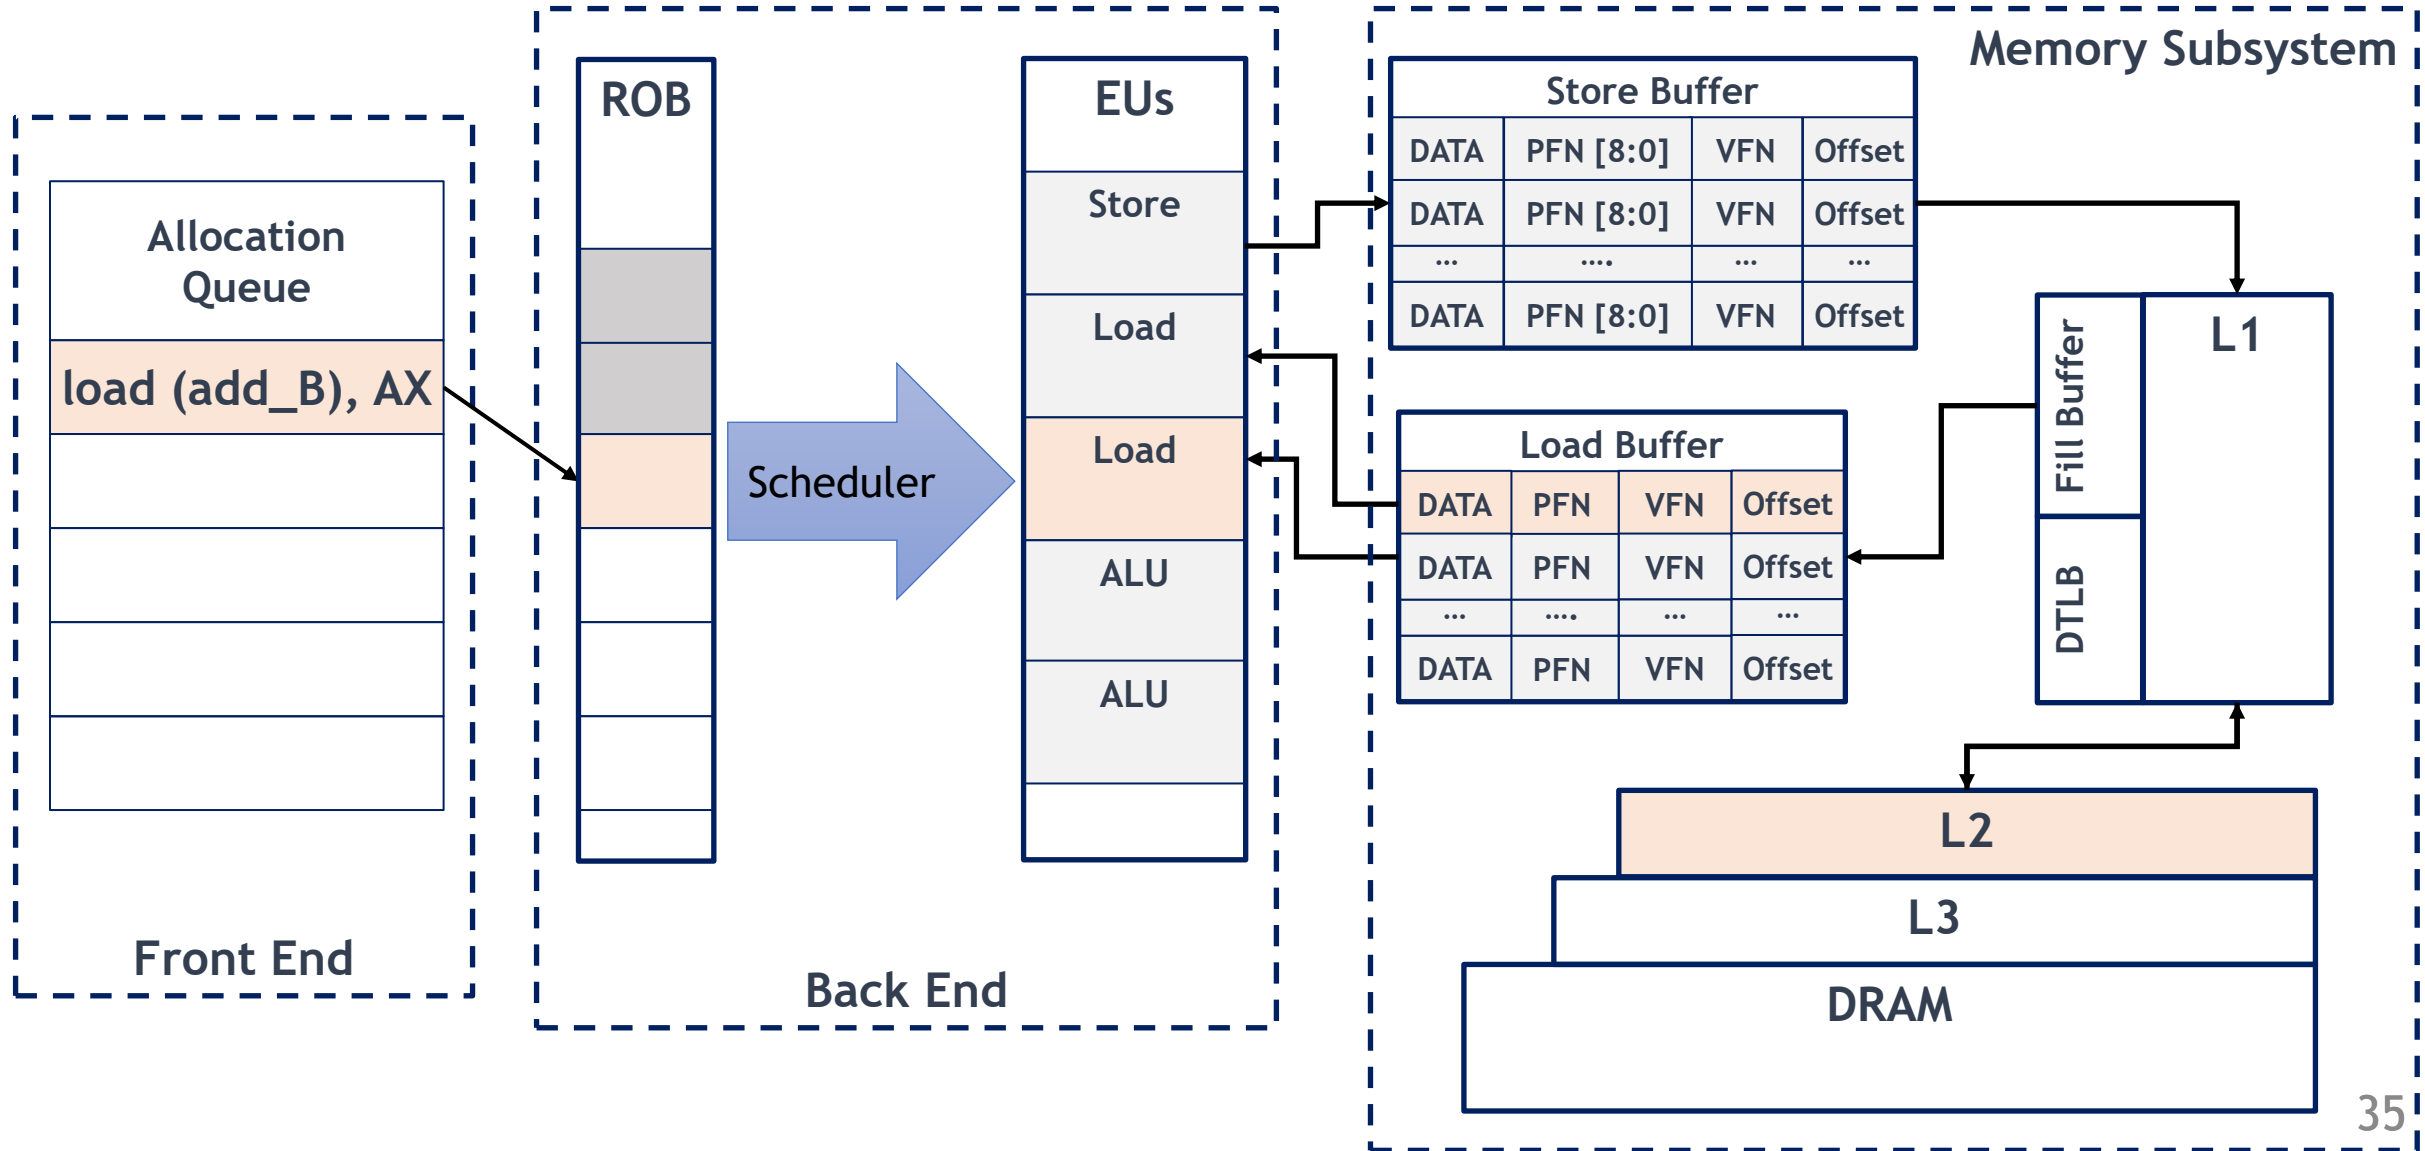 Memory Subsystem
Allocation
Queue
load (add_B), AX
Front End
ROB
Scheduler
EUs
Store
Load
Load
ALU
ALU
Back End
Store Buffer
DATA PFN [8:0] VFN Offset
DATA PFN [8:0] VFN Offset
... .... ... ...
DATA PFN [8:0] VFN Offset
Load Buffer
DATA PFN VFN Offset
DATA PFN VFN Offset
... .... ... ...
DATA PFN VFN Offset
Fill Buffer
DTLB
L1
L2
L3
DRAM
35